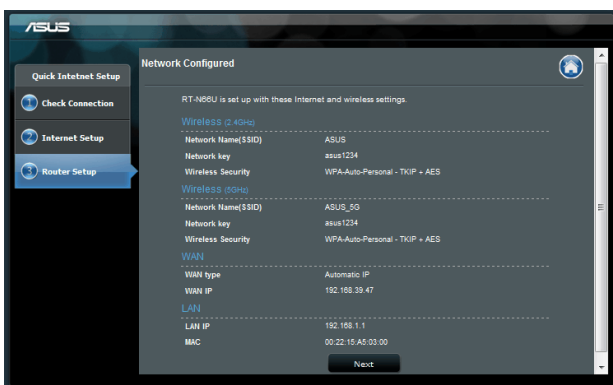 ASUS
Quick Intetnet Setup
1 Check Connection
2 Internet Setup
3 Router Setup
Network Configured
RT-N66U is set up with these Internet and wireless settings.
Wireless (2.4GHz)
Network Name(SSID) ASUS
Network key asus1234
Wireless Security WPA-Auto-Personal - TKIP + AES
Wireless (5GHz)
Network Name(SSID) ASUS_5G
Network key asus1234
Wireless Security WPA-Auto-Personal - TKIP + AES
WAN
WAN type Automatic IP
WAN IP 192.168.39.47
LAN
LAN IP 192.168.1.1
MAC 00:22:15:A5:03:00
Next